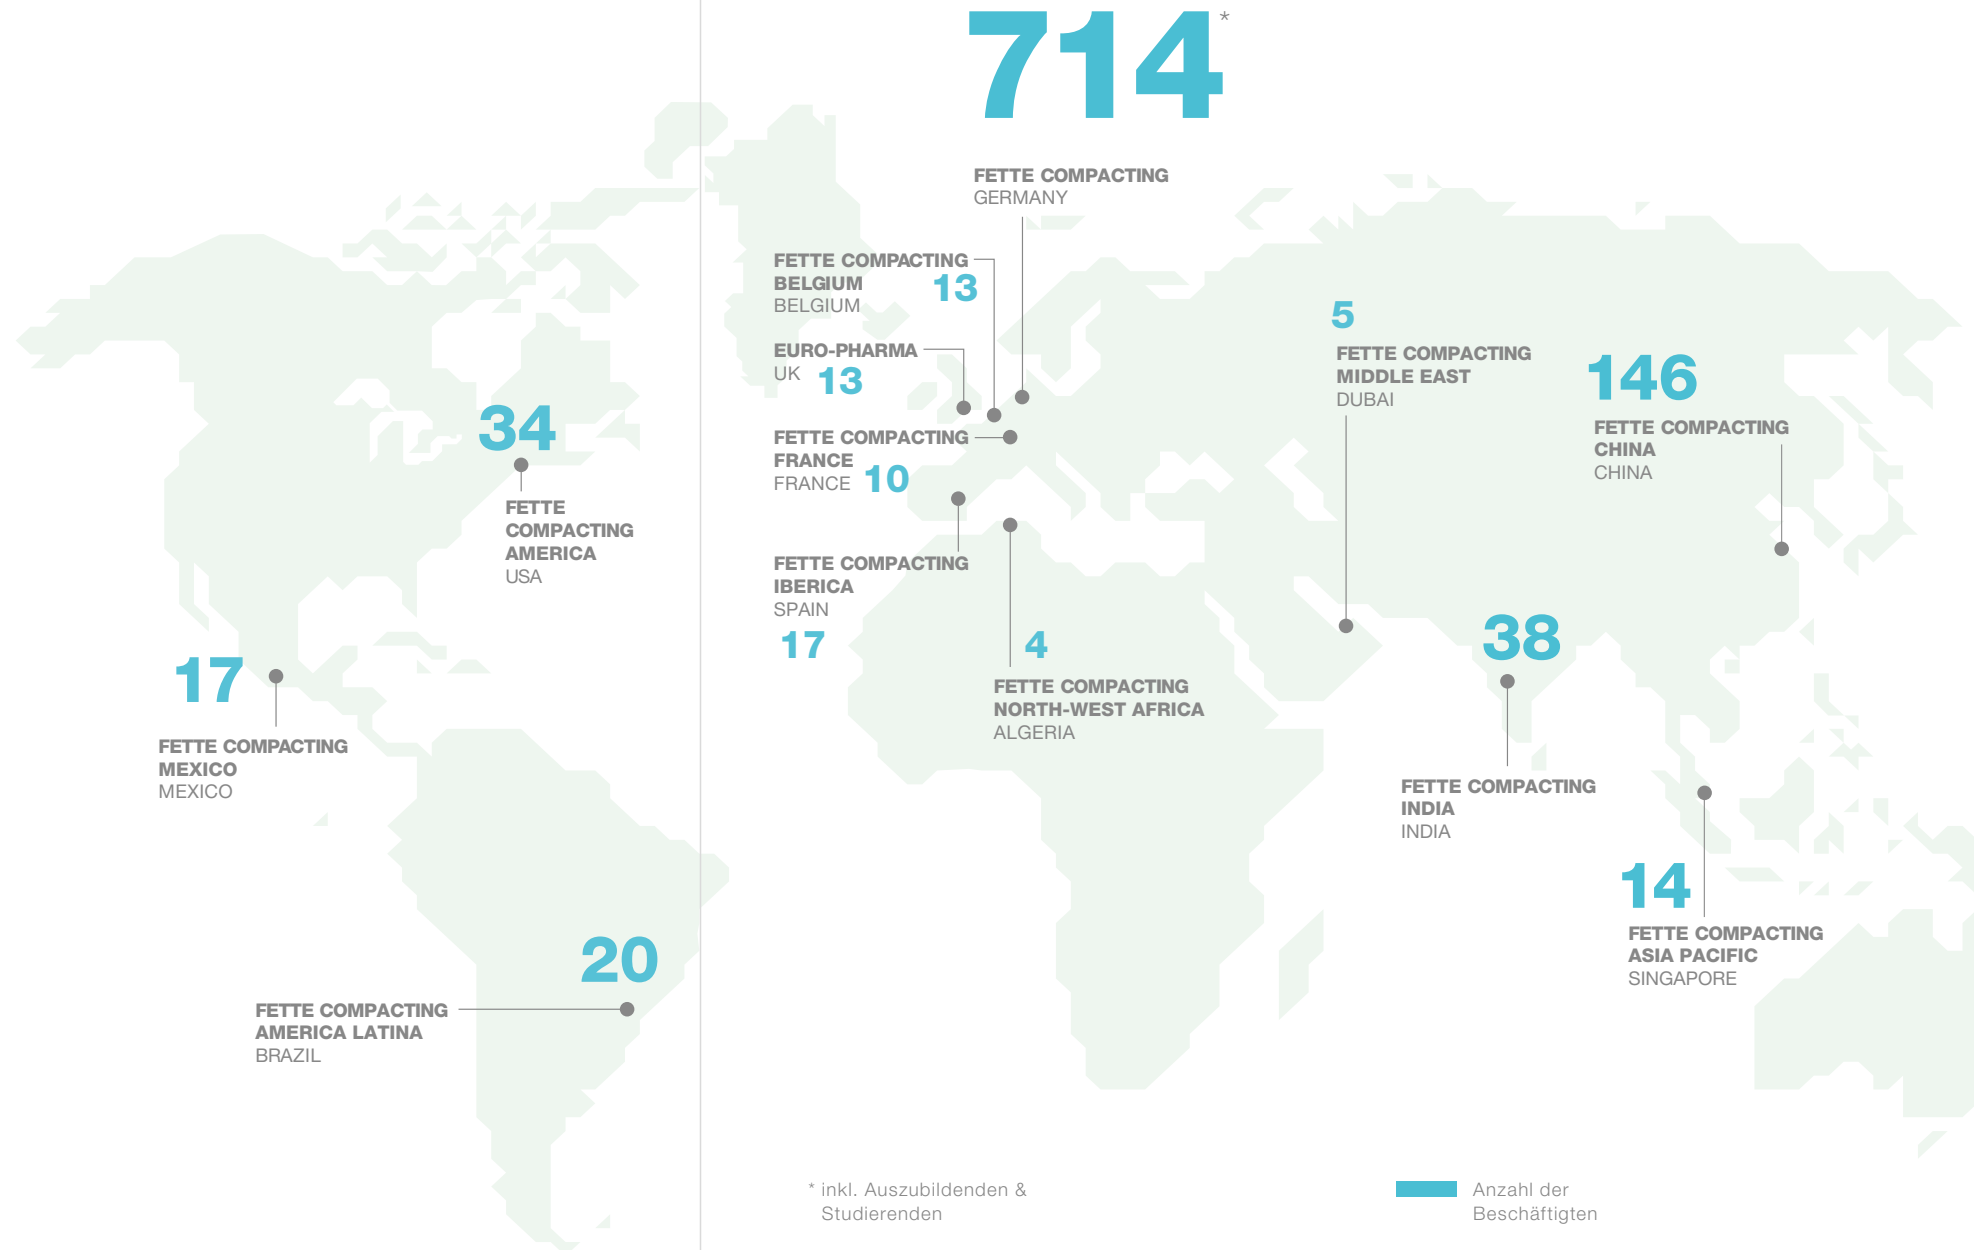 714*
FETTE COMPACTING
GERMANY
FETTE COMPACTING
BELGIUM
BELGIUM
13
EURO-PHARMA
UK
13
FETTE COMPACTING
FRANCE
FRANCE
10
FETTE COMPACTING
IBERICA
SPAIN
17
4
FETTE COMPACTING
NORTH-WEST AFRICA
ALGERIA
5
FETTE COMPACTING
MIDDLE EAST
DUBAI
146
FETTE COMPACTING
CHINA
CHINA
34
FETTE
COMPACTING
AMERICA
USA
17
FETTE COMPACTING
MEXICO
MEXICO
38
FETTE COMPACTING
INDIA
INDIA
14
FETTE COMPACTING
ASIA PACIFIC
SINGAPORE
20
FETTE COMPACTING
AMERICA LATINA
BRAZIL
* inkl. Auszubildenden &
Studierenden
Anzahl der
Beschäftigten